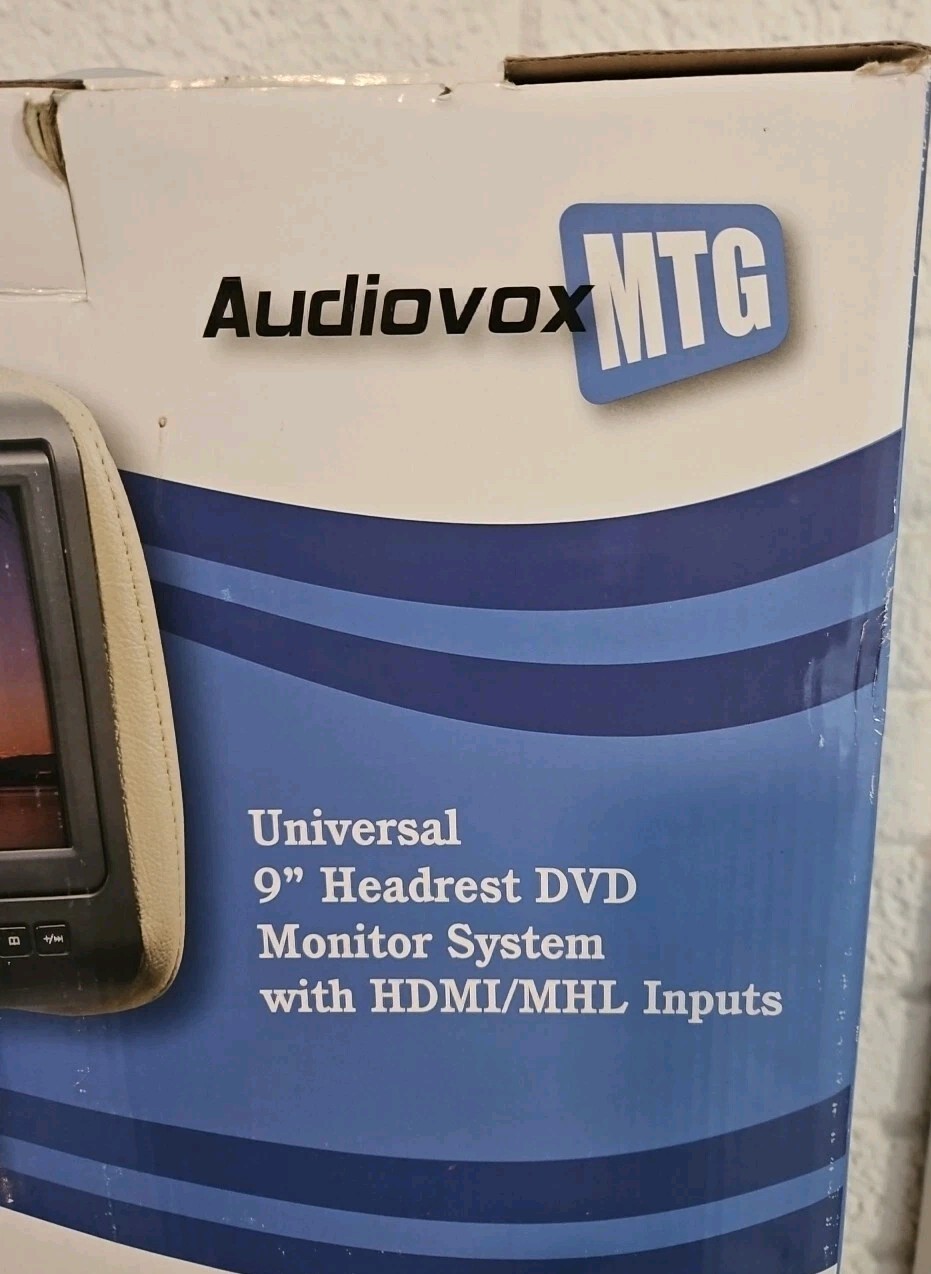 Audiovox MTG
Universal
9” Headrest DVD
Monitor System
with HDMI/MHL Inputs